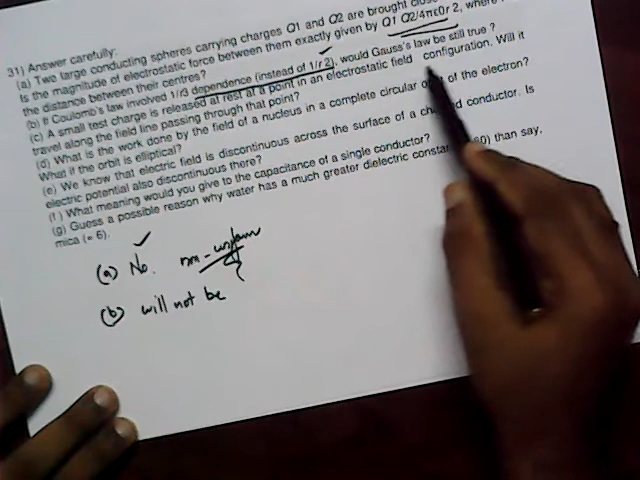 31) Answer carefully:
(a) Two large conducting spheres carrying charges Q1 and Q2 are brought close
Is the magnitude of electrostatic force between them exactly given by Q1 Q2/4πε0r 2, where
the distance between their centres?
(b) If Coulomb's law involved 1/r3 dependence (instead of 1/r 2), would Gauss's law be still true ?
(c) A small test charge is released at rest at a point in an electrostatic field configuration. Will it
travel along the field line passing through that point?
(d) What is the work done by the field of a nucleus in a complete circular of the electron?
What if the orbit is elliptical?
(e) We know that electric field is discontinuous across the surface of a conductor. Is
electric potential also discontinuous there?
(f ) What meaning would you give to the capacitance of a single conductor?
(g) Guess a possible reason why water has a much greater dielectric than say,
mica (= 6).
(a) No.
(b) will not be